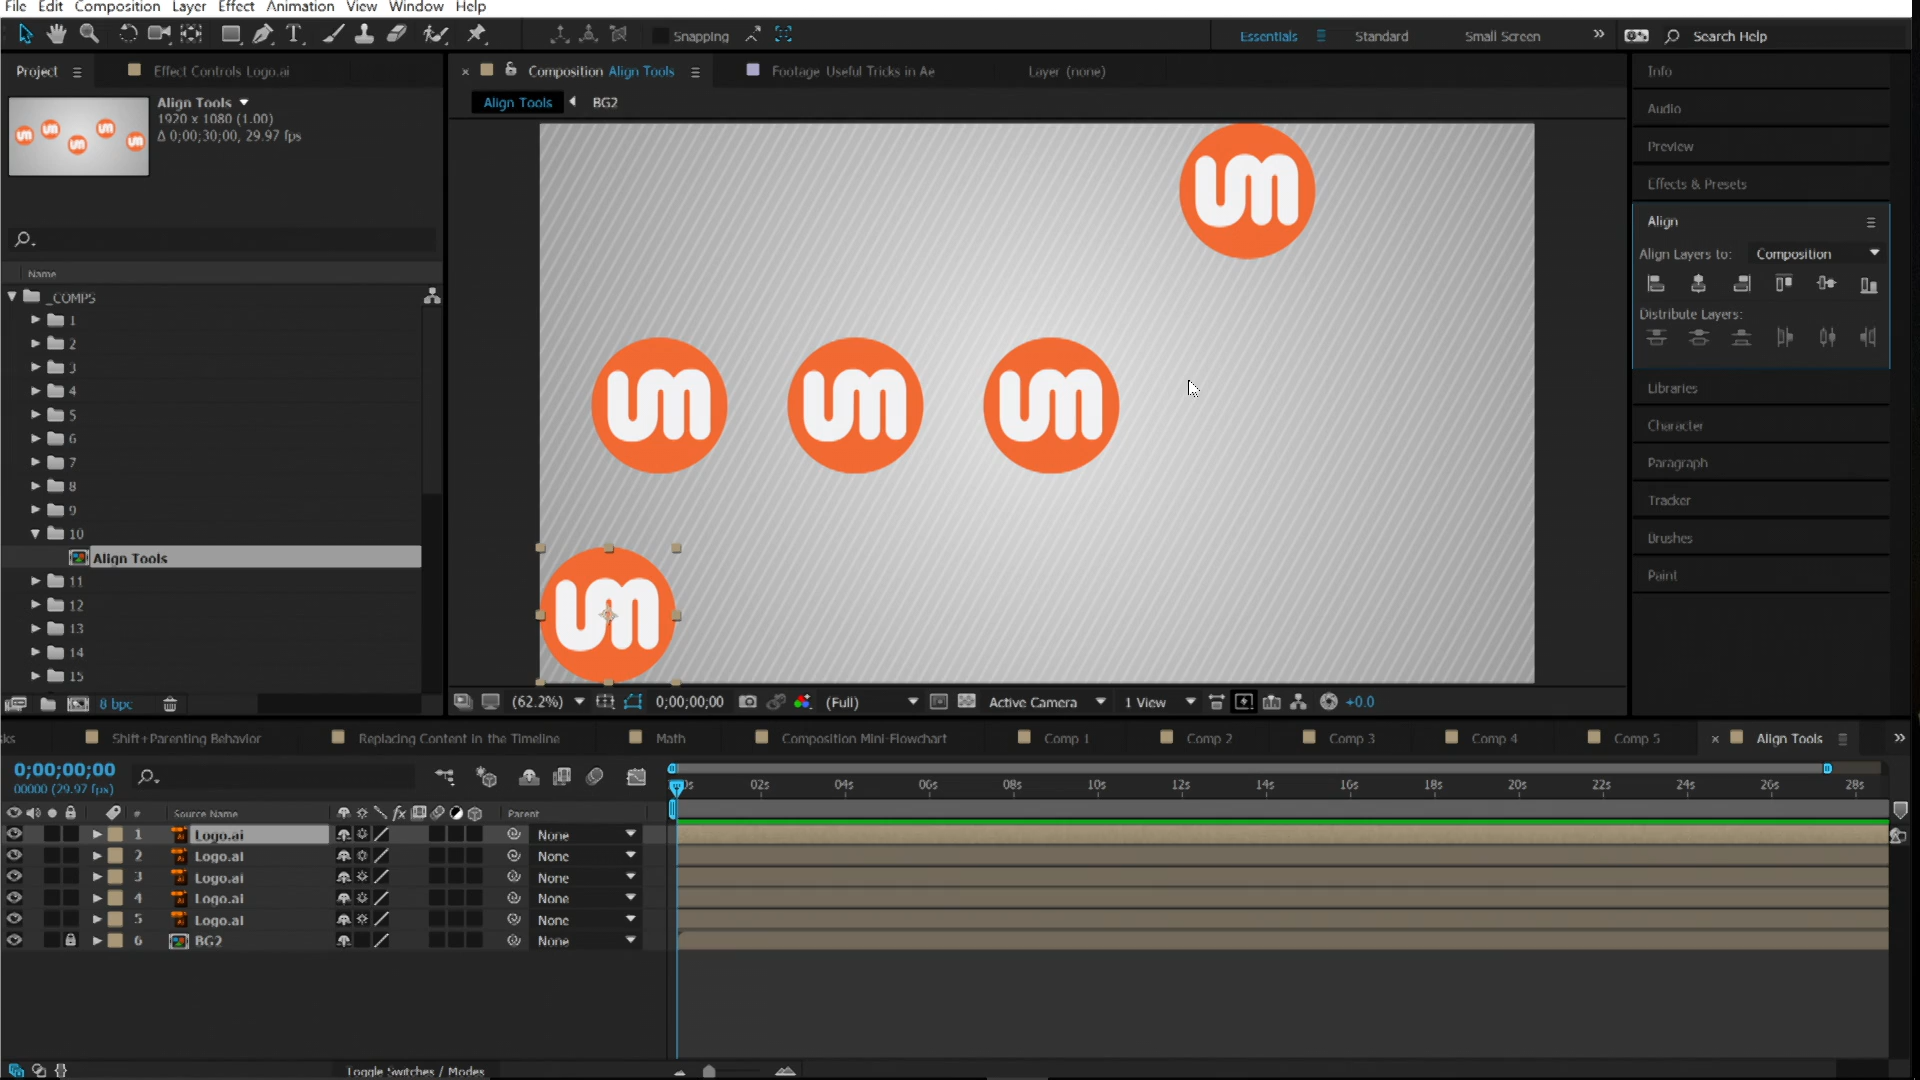 File Edit Composition Layer Effect Animation View Window Help
Snapping
Essentials
Standard
Small Screen
Search Help
Project
Effect Controls Logo.ai
Composition Align Tools
Footage Useful Tricks in Ae
Layer (none)
Info
Align Tools
1920 x 1080 (1.00)
Δ 0;00;30;00, 29.97 fps
Align Tools
BG2
Audio
Preview
Effects & Presets
Align
Align Layers to:
Composition
Distribute Layers:
Libraries
Character
Paragraph
Tracker
Brushes
Paint
um
um
um
um
um
Name
_COMPS
1
2
3
4
5
6
7
8
9
10
Align Tools
11
12
13
14
15
8 bpc
(62.2%)
0;00;00;00
(Full)
Active Camera
1 View
+0.0
ks
Shift+Parenting Behavior
Replacing Content in the Timeline
Math
Composition Mini-Flowchart
Comp 1
Comp 2
Comp 3
Comp 4
Comp 5
Align Tools
0;00;00;00
00000 (29.97 fps)
0s 02s 04s 06s 08s 10s 12s 14s 16s 18s 20s 22s 24s 26s 28s
# Source Name fx Parent
1 Logo.ai None
2 Logo.ai None
3 Logo.ai None
4 Logo.ai None
5 Logo.ai None
6 BG2 None
Toggle Switches / Modes